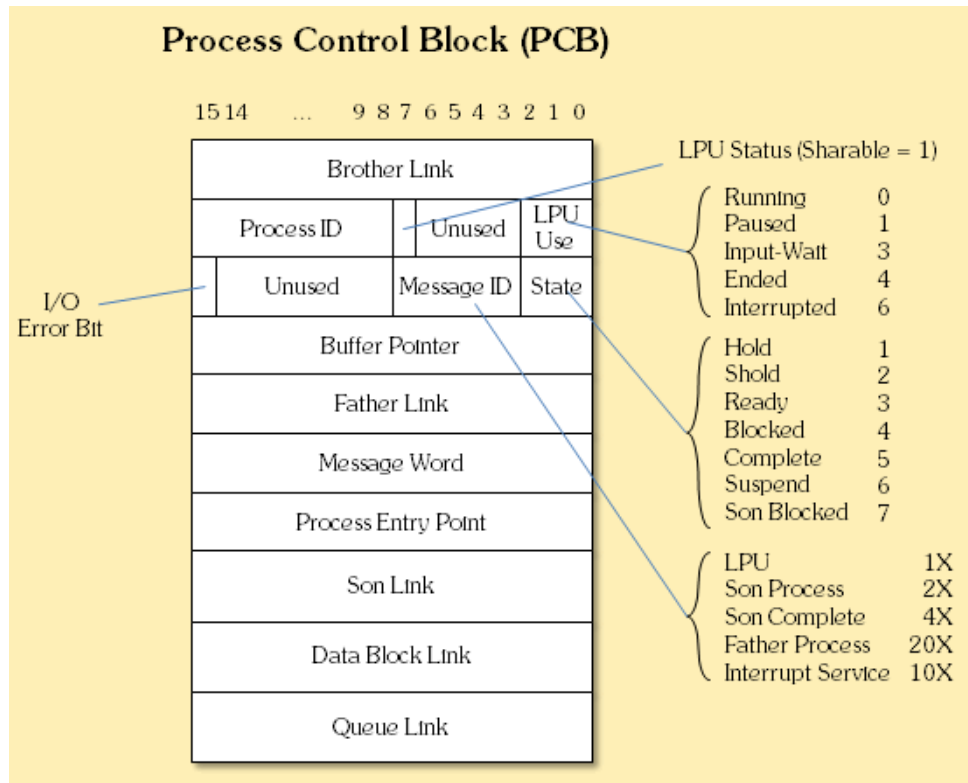 Process Control Block (PCB)
15 14 ... 9 8 7 6 5 4 3 2 1 0
Brother Link
Process ID
Unused
LPU
Use
Unused
Message ID
State
Buffer Pointer
Father Link
Message Word
Process Entry Point
Son Link
Data Block Link
Queue Link
I/O
Error Bit
LPU Status (Sharable = 1)
Running 0
Paused 1
Input-Wait 3
Ended 4
Interrupted 6
Hold 1
Shold 2
Ready 3
Blocked 4
Complete 5
Suspend 6
Son Blocked 7
LPU 1X
Son Process 2X
Son Complete 4X
Father Process 20X
Interrupt Service 10X